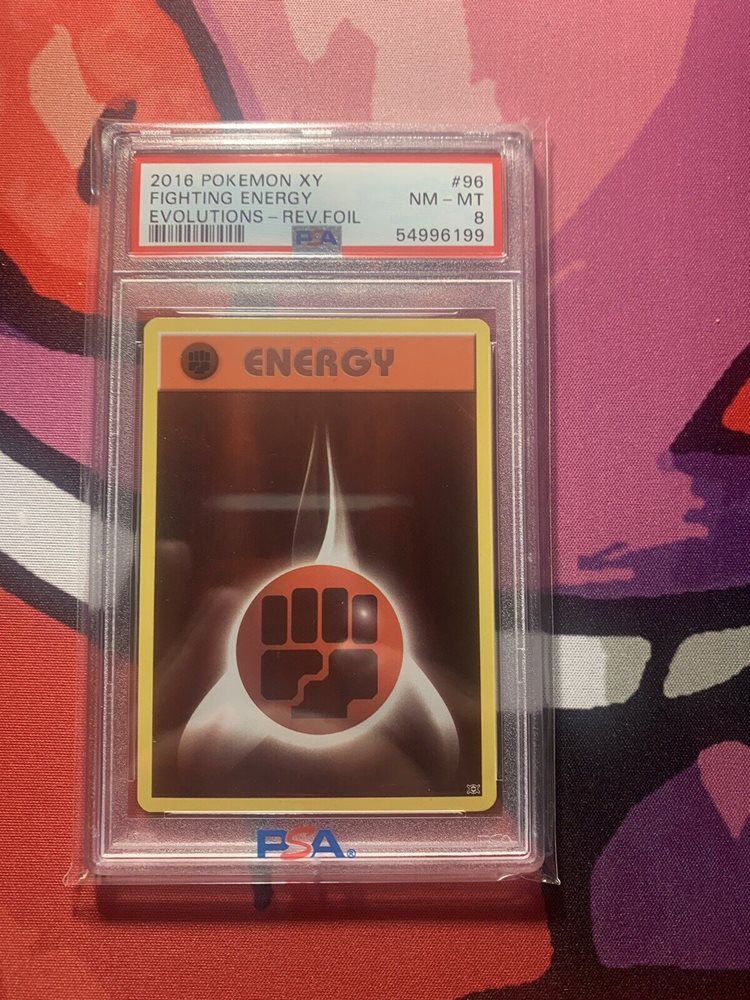 2016 POKEMON XY #96
FIGHTING ENERGY NM - MT
EVOLUTIONS - REV.FOIL 8
PSA 54996199
ENERGY
PSA®